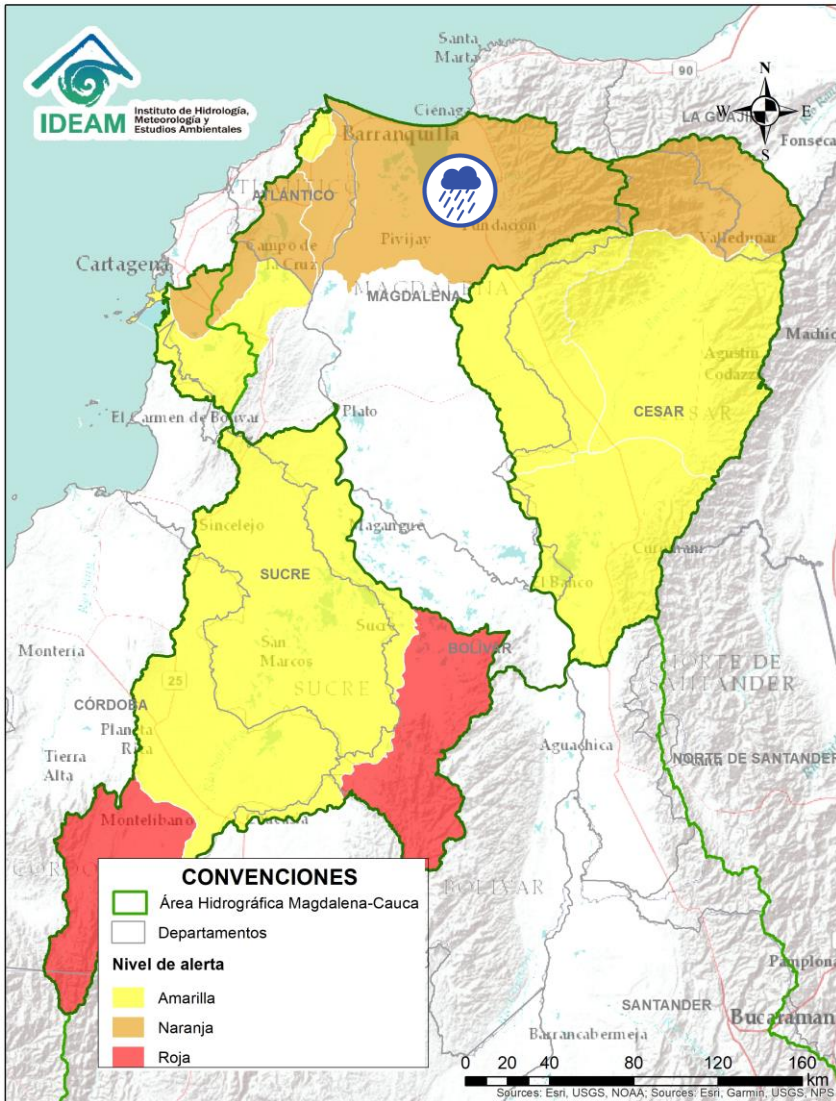 IDEAM
Instituto de Hidrología,
Meteorología y
Estudios Ambientales
Santa
Marta
90
N
W
E
S
LA GUAJIR
Ciénaga
Fonseca
Barranquilla
ATLÁNTICO
Fundación
Pivijay
Campo de
la Cruz
Valledupar
Cartagena
MAGDALENA
Agustín
Codazzi
El Carmen de Bolívar
Plato
CESAR
Sincelejo
Magangue
SUCRE
El Banco
Sucre
Montería
San
Marcos
BOLÍVAR
NORTE DE
SANTANDER
SUCRE
25
CÓRDOBA
Planeta
Rica
Aguachica
Tierra
Alta
NORTE DE SANTANDER
Montelibano
BOLÍVAR
CONVENCIONES
Área Hidrográfica Magdalena-Cauca
Departamentos
Nivel de alerta
Amarilla
Naranja
Roja
Pamplona
SANTANDER
Bucaraman
Barrancabermeja
0 20 40 80 120 160
km
Sources: Esri, USGS, NOAA; Sources: Esri, Garmin, USGS, NPS